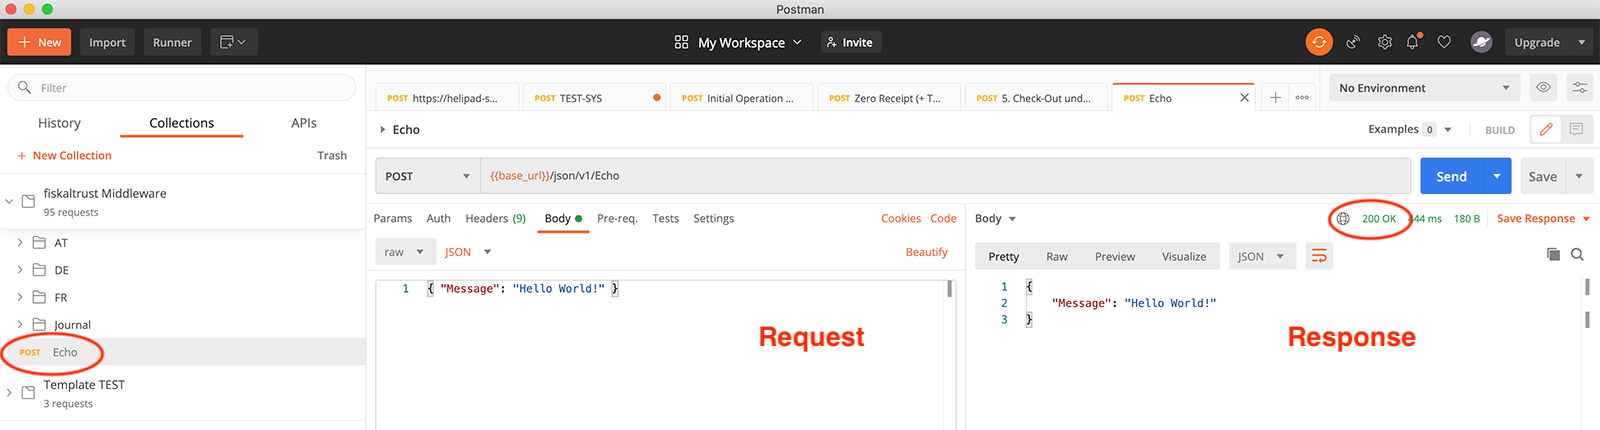 Postman
+ New
Import
Runner
My Workspace
Invite
Upgrade
Filter
History
Collections
APIs
+ New Collection
Trash
fiskaltrust Middleware
95 requests
AT
DE
FR
Journal
POST Echo
Template TEST
3 requests
POST https://helipad-s...
POST TEST-SYS
POST Initial Operation ...
POST Zero Receipt (+ T...
POST 5. Check-Out und...
POST Echo
No Environment
Echo
Examples 0
BUILD
POST
{{base_url}}/json/v1/Echo
Send
Save
Params
Auth
Headers (9)
Body
Pre-req.
Tests
Settings
Cookies
Code
raw
JSON
Beautify
1 { "Message": "Hello World!" }
Request
Body
200 OK
444 ms
180 B
Save Response
Pretty
Raw
Preview
Visualize
JSON
1 {
2 "Message": "Hello World!"
3 }
Response